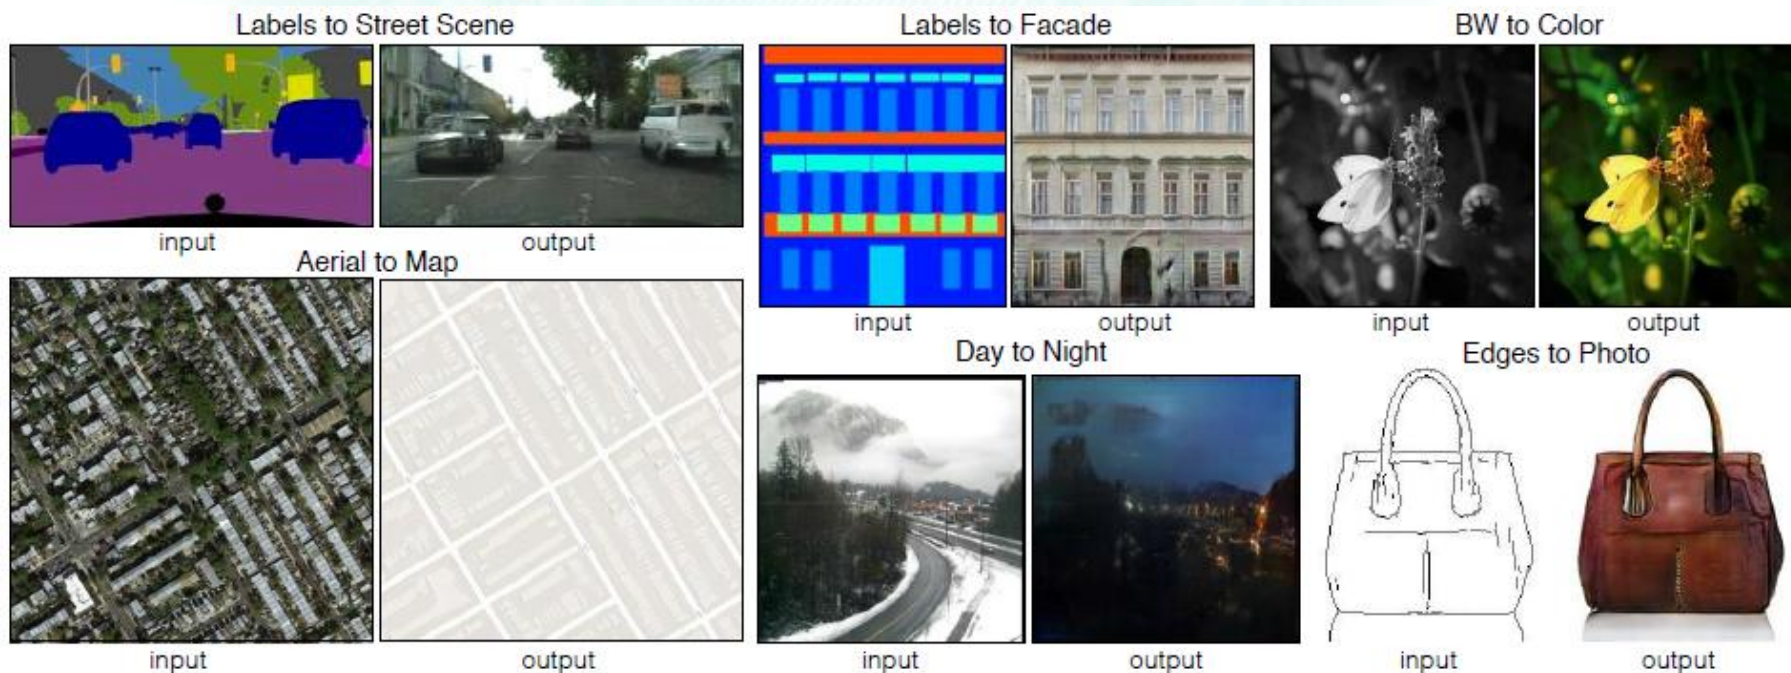 Labels to Street Scene
input
output
Aerial to Map
input
output
Labels to Facade
input
output
BW to Color
input
output
Day to Night
input
output
Edges to Photo
input
output